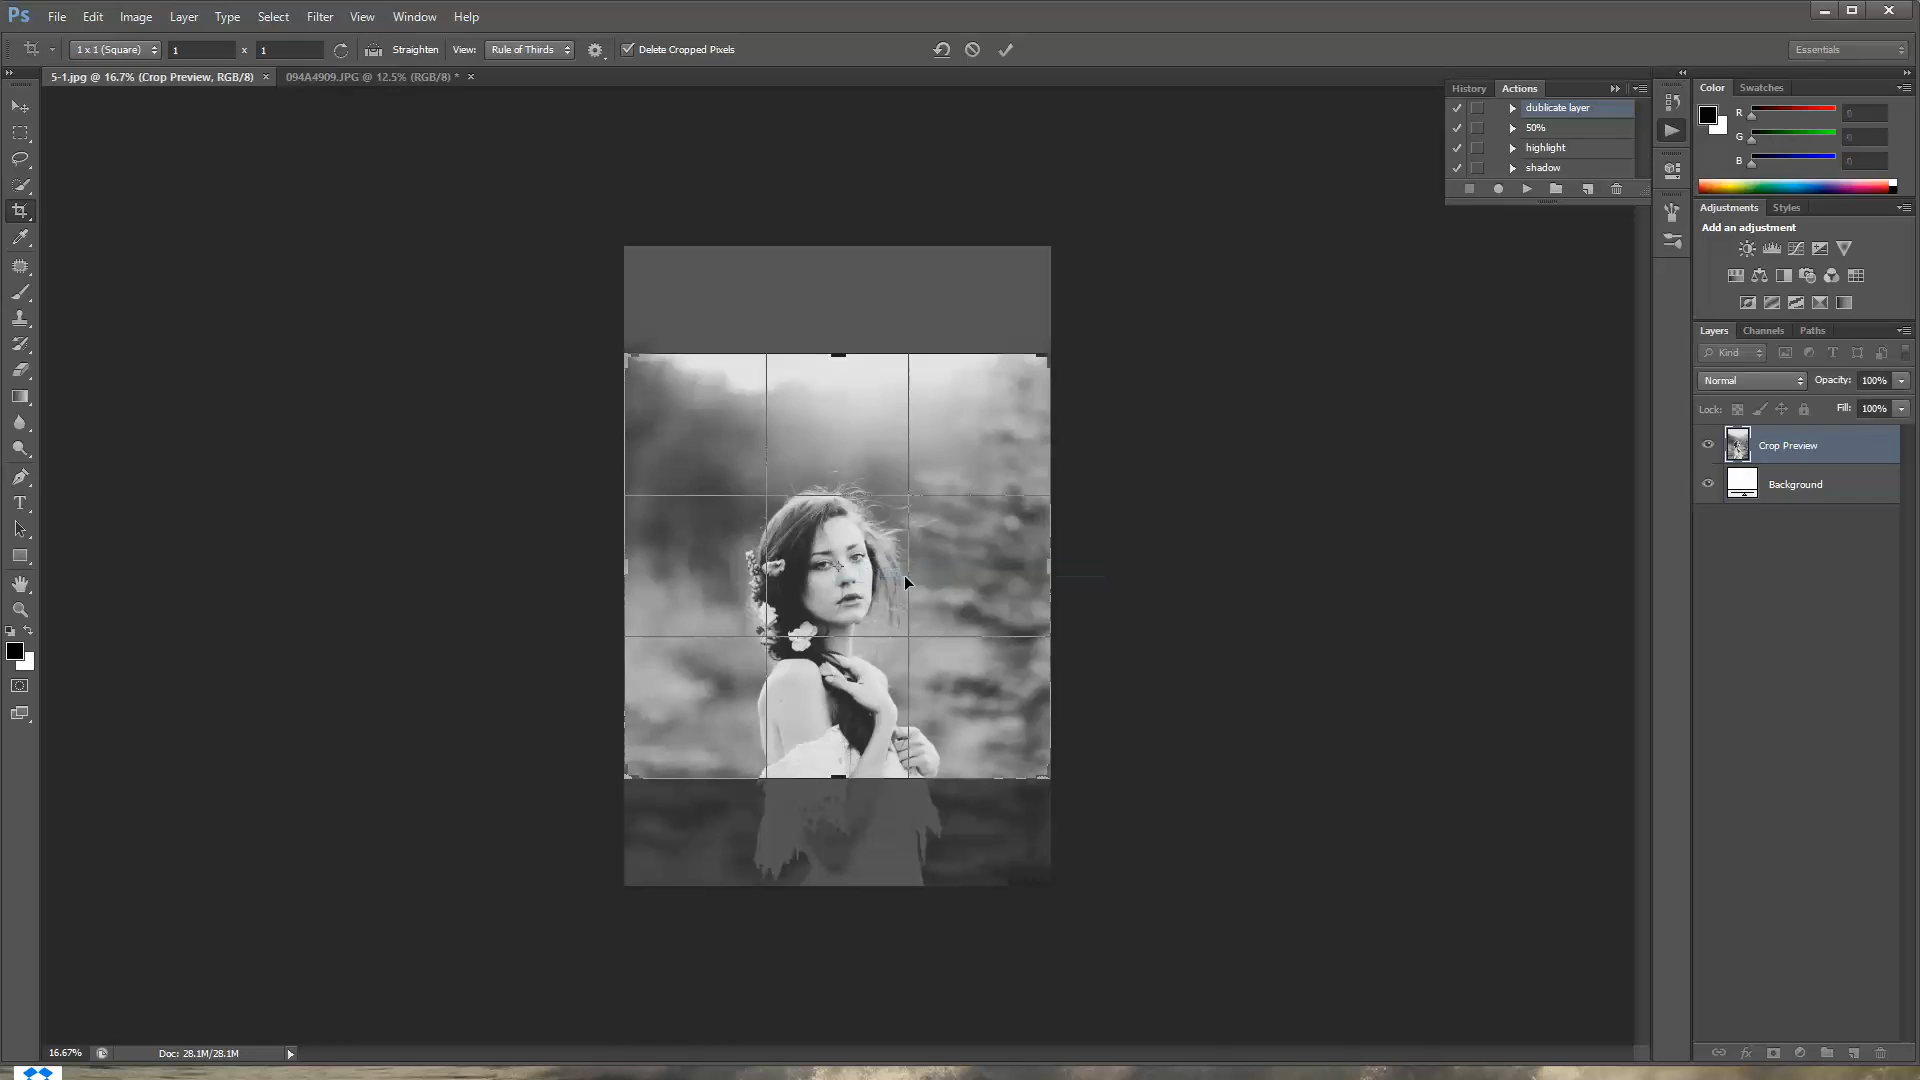 Ps File Edit Image Layer Type Select Filter View Window Help
1 x 1 (Square) 1 x 1 Straighten View: Rule of Thirds Delete Cropped Pixels Essentials
5-1.jpg @ 16.7% (Crop Preview, RGB/8) × 094A4909.JPG @ 12.5% (RGB/8) * ×
History Actions
dublicate layer
50%
highlight
shadow
Color Swatches
R 0
G 0
B 0
Adjustments Styles
Add an adjustment
Layers Channels Paths
Kind
Normal Opacity: 100%
Lock: Fill: 100%
Crop Preview
Background
16.67% Doc: 28.1M/28.1M